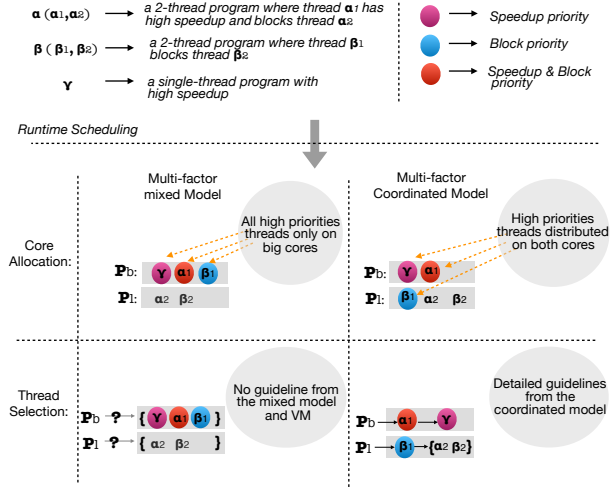 α (α1,α2)
a 2-thread program where thread α1 has
high speedup and blocks thread α2
β ( β1, β2)
a 2-thread program where thread β1
blocks thread β2
γ
a single-thread program with
high speedup
Speedup priority
Block priority
Speedup & Block
priority
Runtime Scheduling
Multi-factor
mixed Model
Multi-factor
Coordinated Model
Core
Allocation:
All high priorities
threads only on
big cores
High priorities
threads distributed
on both cores
Pb: γ α1 β1
Pl: α2 β2
Pb: γ α1
Pl: β1 α2 β2
Thread
Selection:
No guideline from
the mixed model
and VM
Detailed guidelines
from the
coordinated model
Pb ? { γ α1 β1 }
Pl ? { α2 β2 }
Pb α1 γ
Pl β1 {α2 β2}